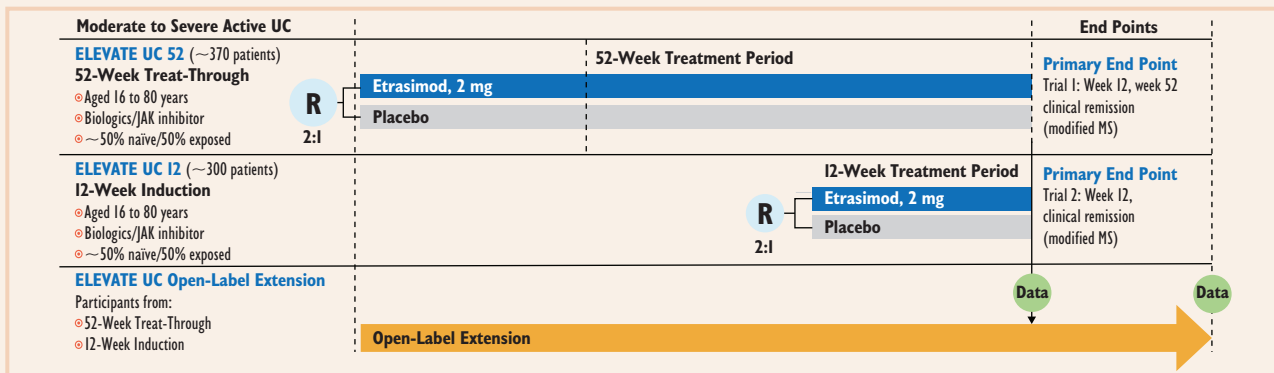 Moderate to Severe Active UC
End Points
ELEVATE UC 52 (~370 patients)
52-Week Treat-Through
⊙Aged 16 to 80 years
⊙Biologics/JAK inhibitor
⊙~50% naïve/50% exposed
R
2:1
52-Week Treatment Period
Etrasimod, 2 mg
Placebo
Primary End Point
Trial 1: Week 12, week 52
clinical remission
(modified MS)
ELEVATE UC 12 (~300 patients)
12-Week Induction
⊙Aged 16 to 80 years
⊙Biologics/JAK inhibitor
⊙~50% naïve/50% exposed
R
2:1
12-Week Treatment Period
Etrasimod, 2 mg
Placebo
Primary End Point
Trial 2: Week 12,
clinical remission
(modified MS)
ELEVATE UC Open-Label Extension
Participants from:
⊙52-Week Treat-Through
⊙12-Week Induction
Data
Data
Open-Label Extension